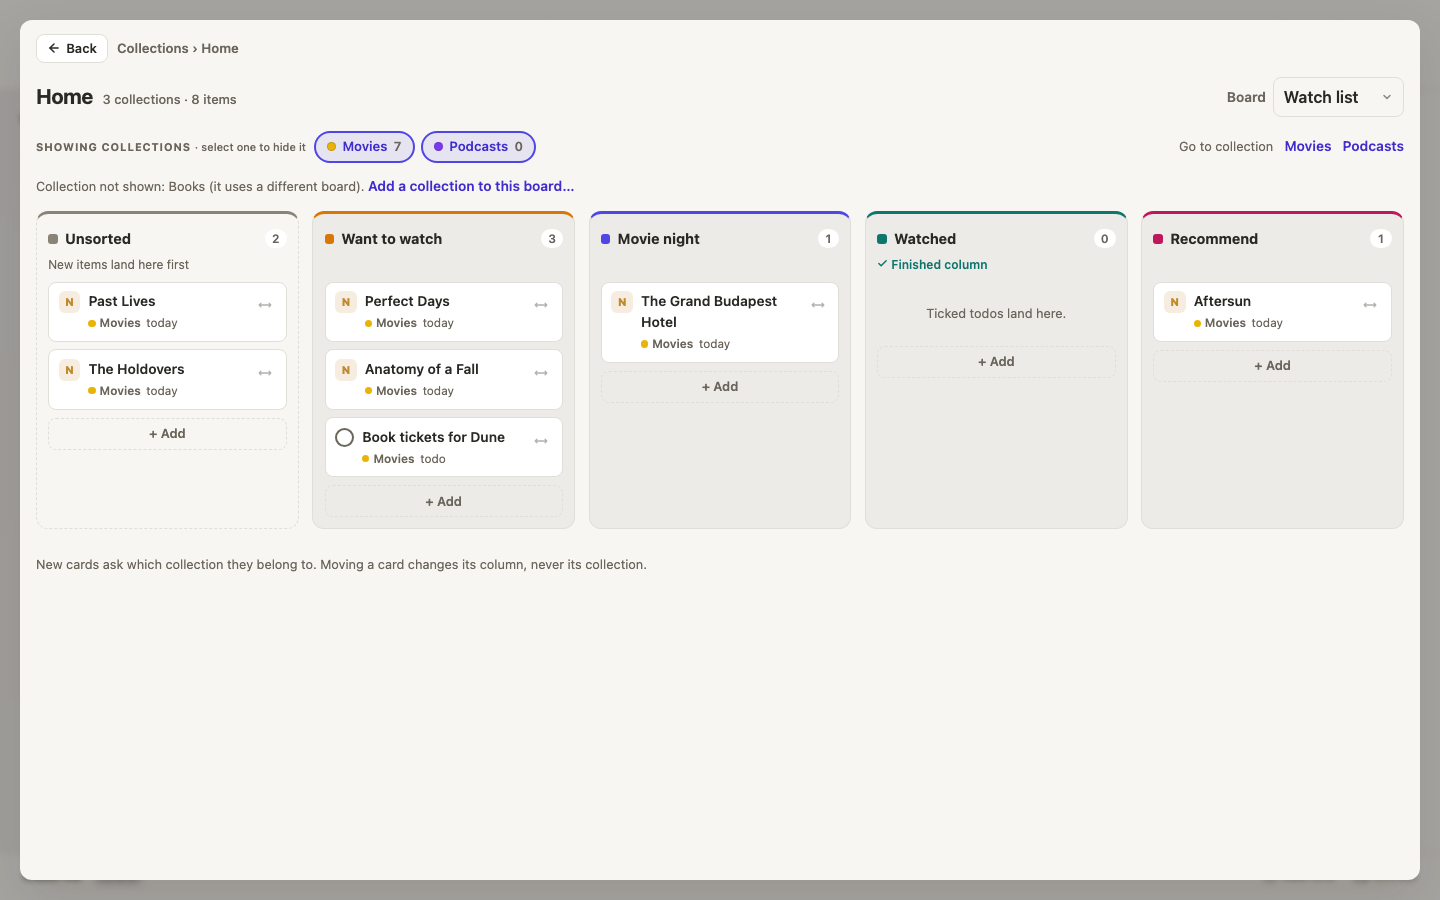 Back
Collections › Home
Home 3 collections · 8 items
Board Watch list
SHOWING COLLECTIONS · select one to hide it Movies 7 Podcasts 0
Go to collection Movies Podcasts
Collection not shown: Books (it uses a different board). Add a collection to this board...
Unsorted 2
New items land here first
N Past Lives
Movies today
N The Holdovers
Movies today
+ Add
Want to watch 3
N Perfect Days
Movies today
N Anatomy of a Fall
Movies today
Book tickets for Dune
Movies todo
+ Add
Movie night 1
N The Grand Budapest
Hotel
Movies today
+ Add
Watched 0
Finished column
Ticked todos land here.
+ Add
Recommend 1
N Aftersun
Movies today
+ Add
New cards ask which collection they belong to. Moving a card changes its column, never its collection.